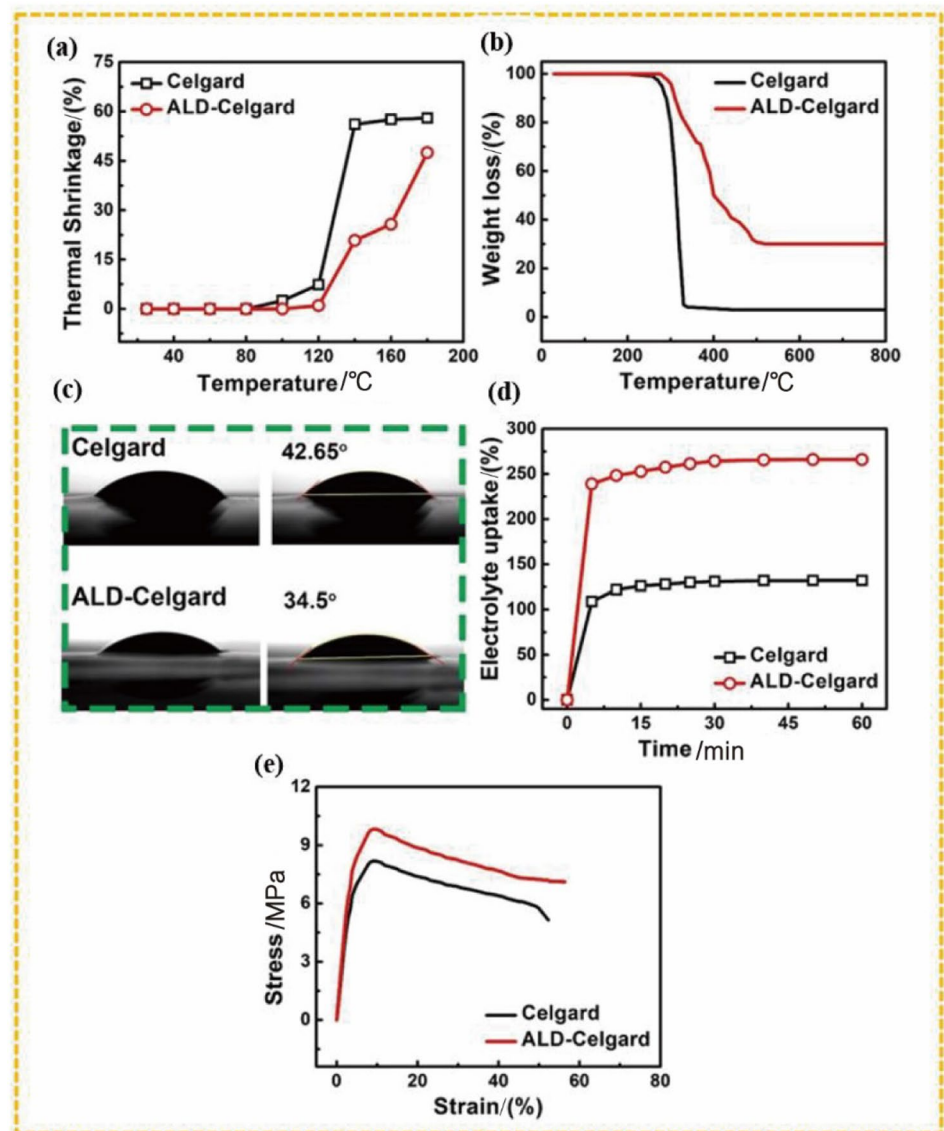 (a)
75
60
45
30
15
0
40
80
120
160
200
Thermal Shrinkage/(%)
Temperature/℃
Celgard
ALD-Celgard
(b)
100
80
60
40
20
0
0
200
400
600
800
Weight loss/(%)
Temperature/℃
Celgard
ALD-Celgard
(c)
Celgard
42.65°
ALD-Celgard
34.5°
(d)
300
250
200
150
100
50
0
0
15
30
45
60
Electrolyte uptake/(%)
Time /min
Celgard
ALD-Celgard
(e)
12
9
6
3
0
0
20
40
60
80
Stress /MPa
Strain/(%)
Celgard
ALD-Celgard